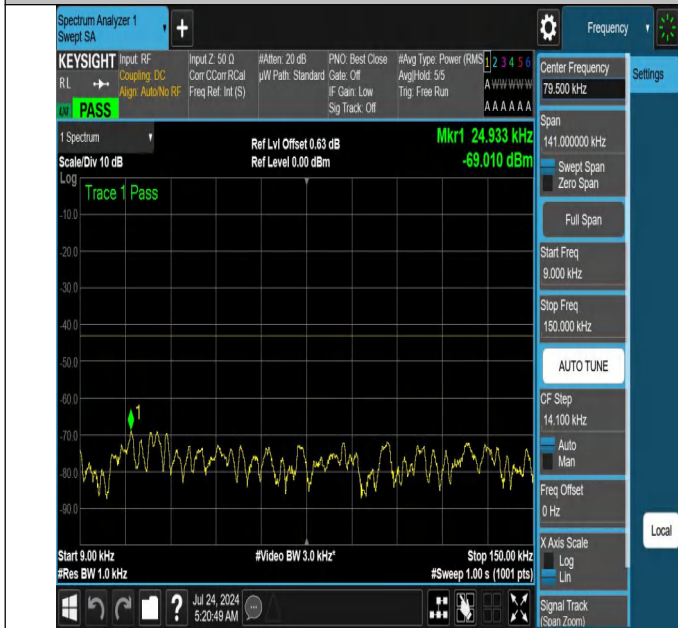 Spectrum Analyzer 1
Swept SA
Frequency
KEYSIGHT
RL
PASS
Input: RF
Coupling: DC
Align: Auto/No RF
Input Z: 50 Ω
Corr CCorr RCal
Freq Ref: Int (S)
#Atten: 20 dB
µW Path: Standard
PNO: Best Close
Gate: Off
IF Gain: Low
Sig Track: Off
#Avg Type: Power (RMS
Avg|Hold: 5/5
Trig: Free Run
1 2 3 4 5 6
A W W W W W
A A A A A A
1 Spectrum
Scale/Div 10 dB
Log
Ref Lvl Offset 0.63 dB
Ref Level 0.00 dBm
Mkr1 24.933 kHz
-69.010 dBm
Trace 1 Pass
-10.0
-20.0
-30.0
-40.0
-50.0
-60.0
-70.0
-80.0
-90.0
1
Start 9.00 kHz
#Res BW 1.0 kHz
#Video BW 3.0 kHz*
Stop 150.00 kHz
#Sweep 1.00 s (1001 pts)
?
Jul 24, 2024
5:20:49 AM
Center Frequency
79.500 kHz
Settings
Span
141.000000 kHz
Swept Span
Zero Span
Full Span
Start Freq
9.000 kHz
Stop Freq
150.000 kHz
AUTO TUNE
CF Step
14.100 kHz
Auto
Man
Freq Offset
0 Hz
X Axis Scale
Log
Lin
Local
Signal Track
(Span Zoom)